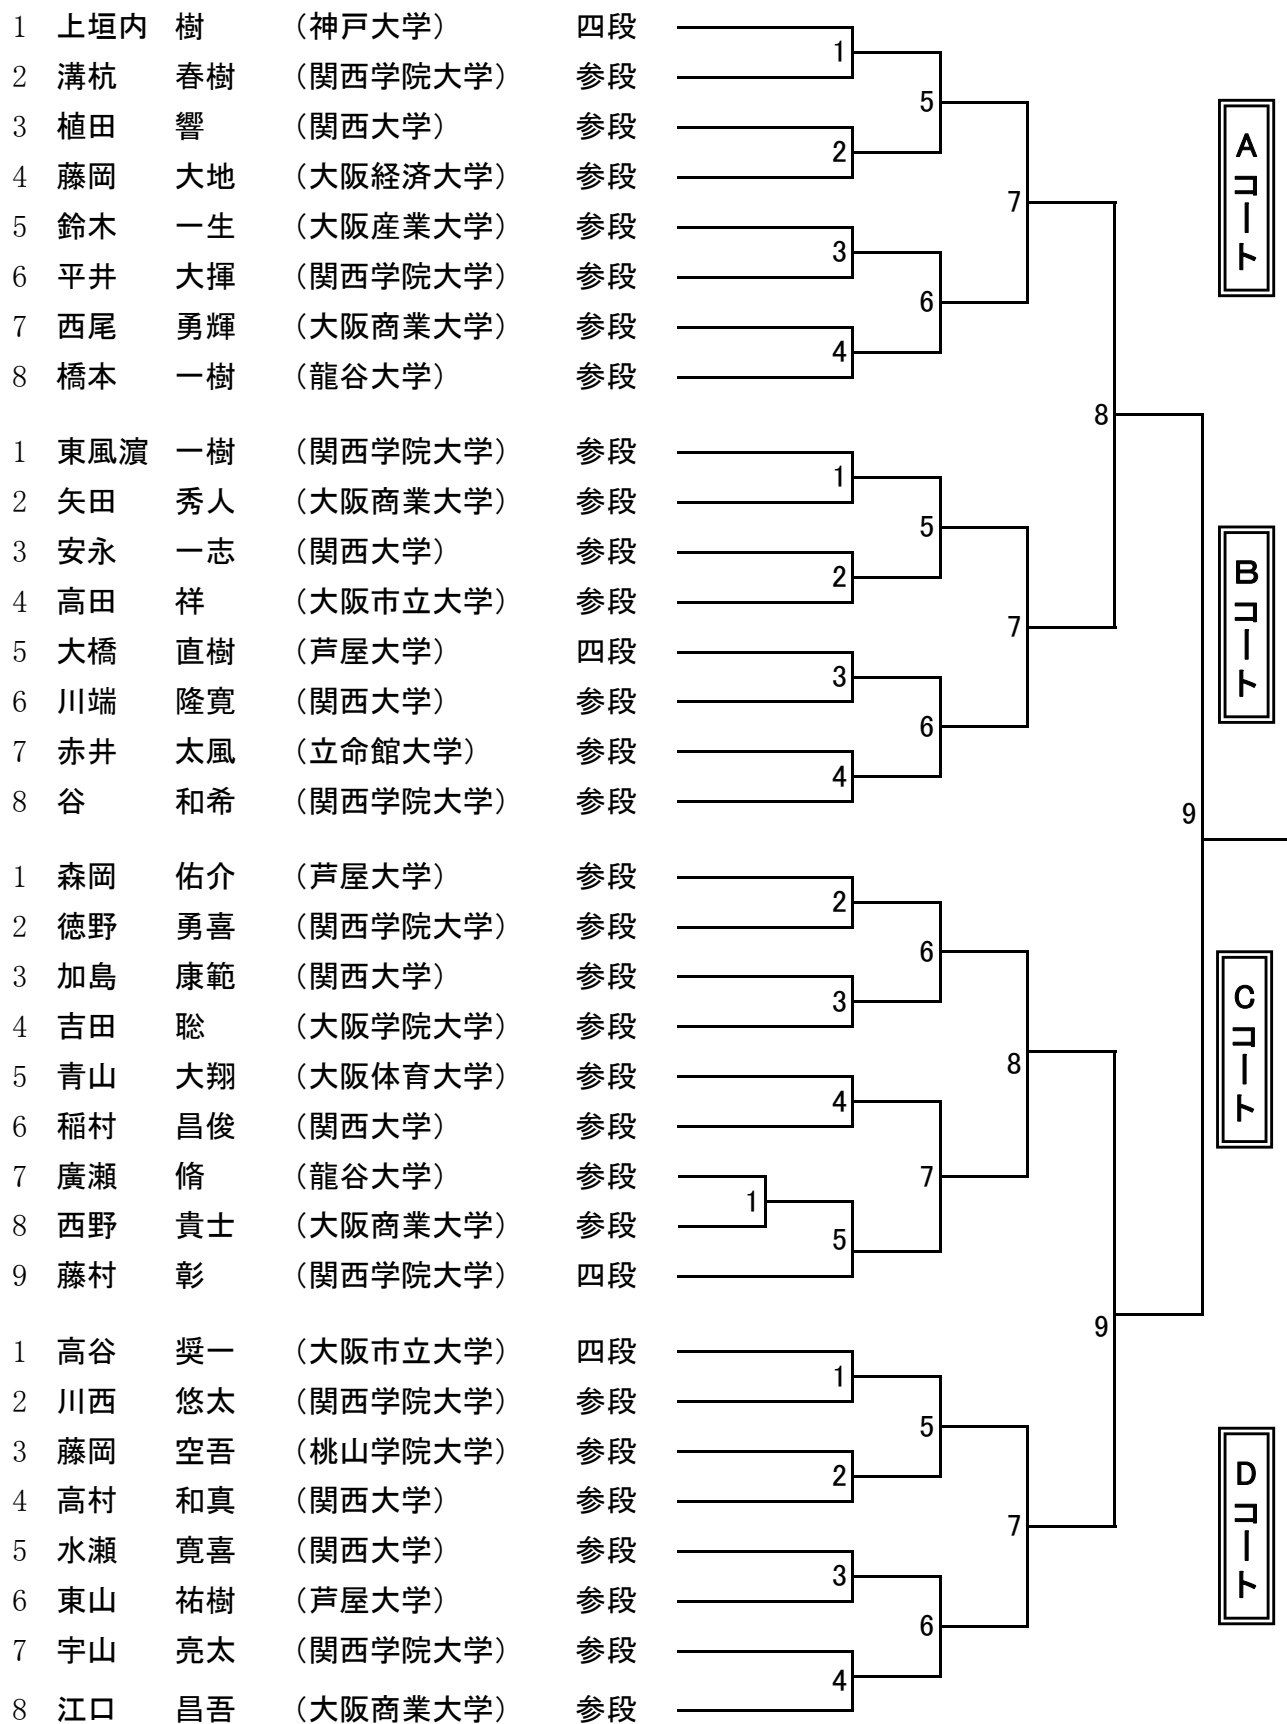 1 上垣内 樹 （神戸大学） 四段
2 溝杭 春樹 （関西学院大学） 参段
3 植田 響 （関西大学） 参段
4 藤岡 大地 （大阪経済大学） 参段
5 鈴木 一生 （大阪産業大学） 参段
6 平井 大揮 （関西学院大学） 参段
7 西尾 勇輝 （大阪商業大学） 参段
8 橋本 一樹 （龍谷大学） 参段
1
2
3
4
5
6
7
Aコート
8
1 東風濵 一樹 （関西学院大学） 参段
2 矢田 秀人 （大阪商業大学） 参段
3 安永 一志 （関西大学） 参段
4 高田 祥 （大阪市立大学） 参段
5 大橋 直樹 （芦屋大学） 四段
6 川端 隆寛 （関西大学） 参段
7 赤井 太風 （立命館大学） 参段
8 谷 和希 （関西学院大学） 参段
1
2
3
4
5
6
7
Bコート
9
1 森岡 佑介 （芦屋大学） 参段
2 徳野 勇喜 （関西学院大学） 参段
3 加島 康範 （関西大学） 参段
4 吉田 聡 （大阪学院大学） 参段
5 青山 大翔 （大阪体育大学） 参段
6 稲村 昌俊 （関西大学） 参段
7 廣瀬 脩 （龍谷大学） 参段
8 西野 貴士 （大阪商業大学） 参段
9 藤村 彰 （関西学院大学） 四段
2
3
4
1
5
6
7
8
Cコート
9
1 高谷 奨一 （大阪市立大学） 四段
2 川西 悠太 （関西学院大学） 参段
3 藤岡 空吾 （桃山学院大学） 参段
4 高村 和真 （関西大学） 参段
5 水瀬 寛喜 （関西大学） 参段
6 東山 祐樹 （芦屋大学） 参段
7 宇山 亮太 （関西学院大学） 参段
8 江口 昌吾 （大阪商業大学） 参段
1
2
3
4
5
6
7
Dコート